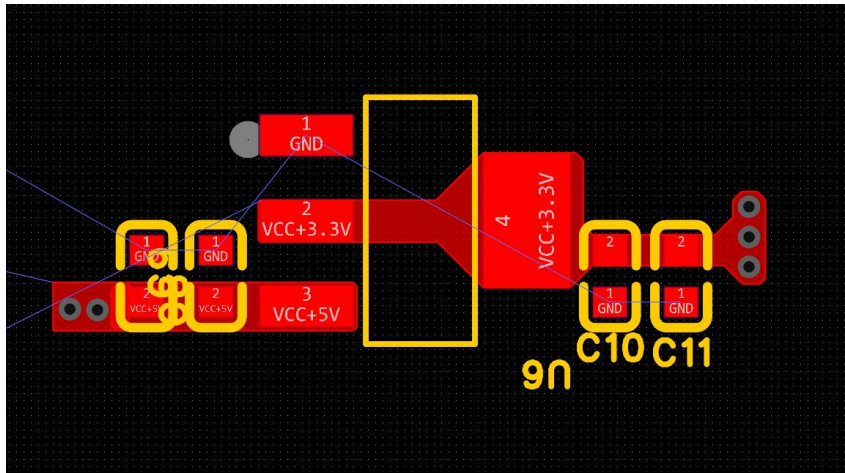 1
GND
2
VCC+3.3V
3
VCC+5V
4
VCC+3.3V
1
GND
1
GND
2
VCC+5V
2
VCC+5V
2
2
1
GND
1
GND
C10
C11
U6